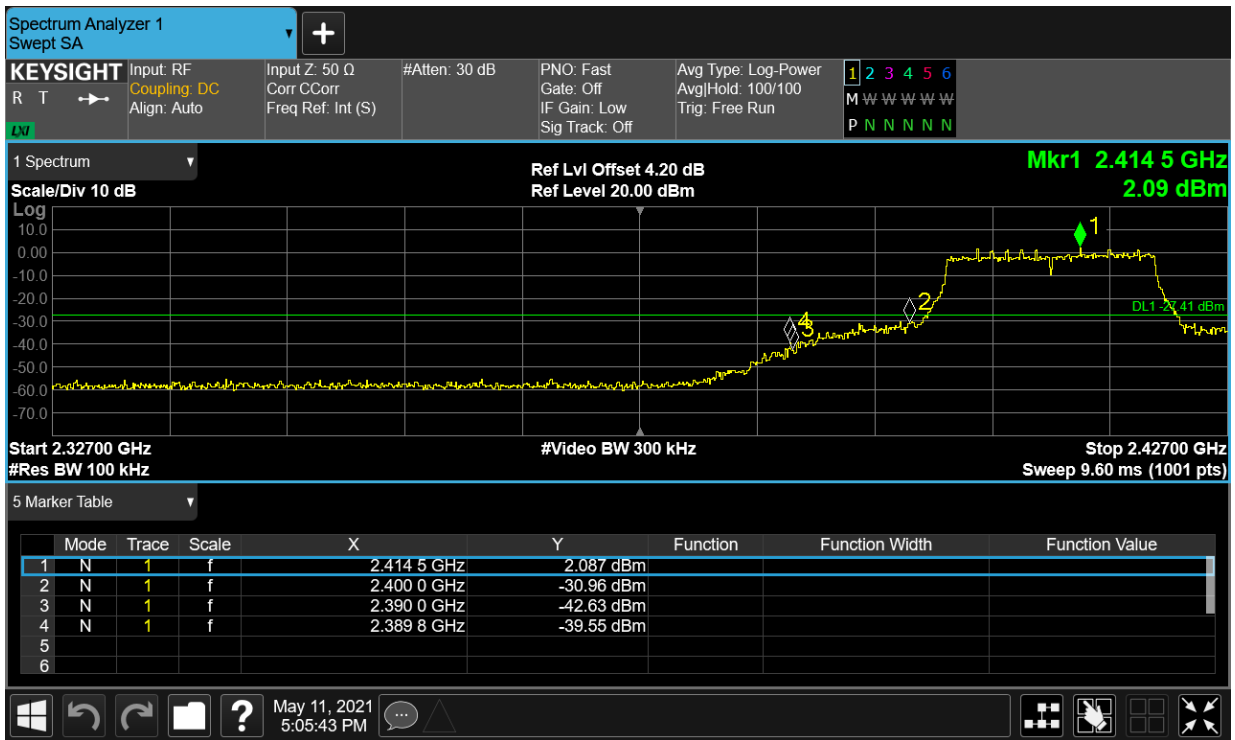 Spectrum Analyzer 1
Swept SA
+
KEYSIGHT
R T
LXI
Input: RF
Coupling: DC
Align: Auto
Input Z: 50 Ω
Corr CCorr
Freq Ref: Int (S)
#Atten: 30 dB
PNO: Fast
Gate: Off
IF Gain: Low
Sig Track: Off
Avg Type: Log-Power
Avg|Hold: 100/100
Trig: Free Run
1 2 3 4 5 6
M W W W W W
P N N N N N
1 Spectrum
Scale/Div 10 dB
Ref Lvl Offset 4.20 dB
Ref Level 20.00 dBm
Mkr1 2.414 5 GHz
2.09 dBm
Log
10.0
0.00
-10.0
-20.0
-30.0
-40.0
-50.0
-60.0
-70.0
1
2
4
3
DL1 -27.41 dBm
Start 2.32700 GHz
#Res BW 100 kHz
#Video BW 300 kHz
Stop 2.42700 GHz
Sweep 9.60 ms (1001 pts)
5 Marker Table
Mode Trace Scale X Y Function Function Width Function Value
1 N 1 f 2.414 5 GHz 2.087 dBm
2 N 1 f 2.400 0 GHz -30.96 dBm
3 N 1 f 2.390 0 GHz -42.63 dBm
4 N 1 f 2.389 8 GHz -39.55 dBm
5
6
?
May 11, 2021
5:05:43 PM